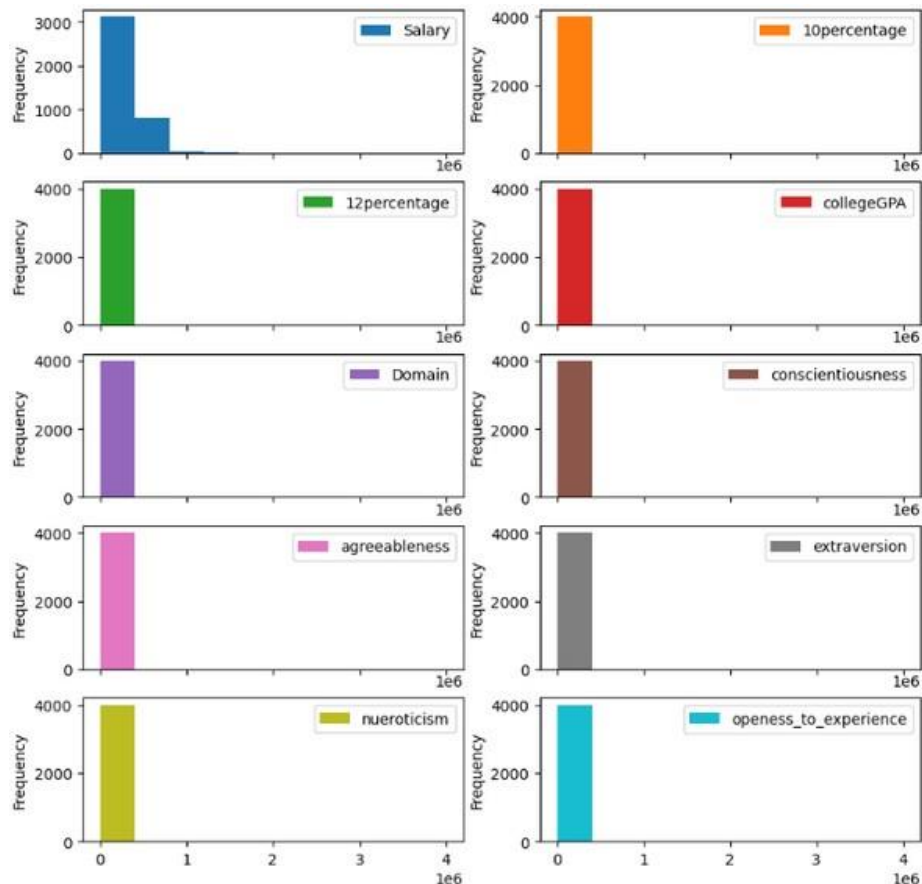 Salary
3000
2000
1000
0
Frequency
1e6
10percentage
4000
2000
0
Frequency
1e6
12percentage
4000
2000
0
Frequency
1e6
collegeGPA
4000
2000
0
Frequency
1e6
Domain
4000
2000
0
Frequency
1e6
conscientiousness
4000
2000
0
Frequency
1e6
agreeableness
4000
2000
0
Frequency
1e6
extraversion
4000
2000
0
Frequency
1e6
nueroticism
4000
2000
0
Frequency
0 1 2 3 4
1e6
openess_to_experience
4000
2000
0
Frequency
0 1 2 3 4
1e6